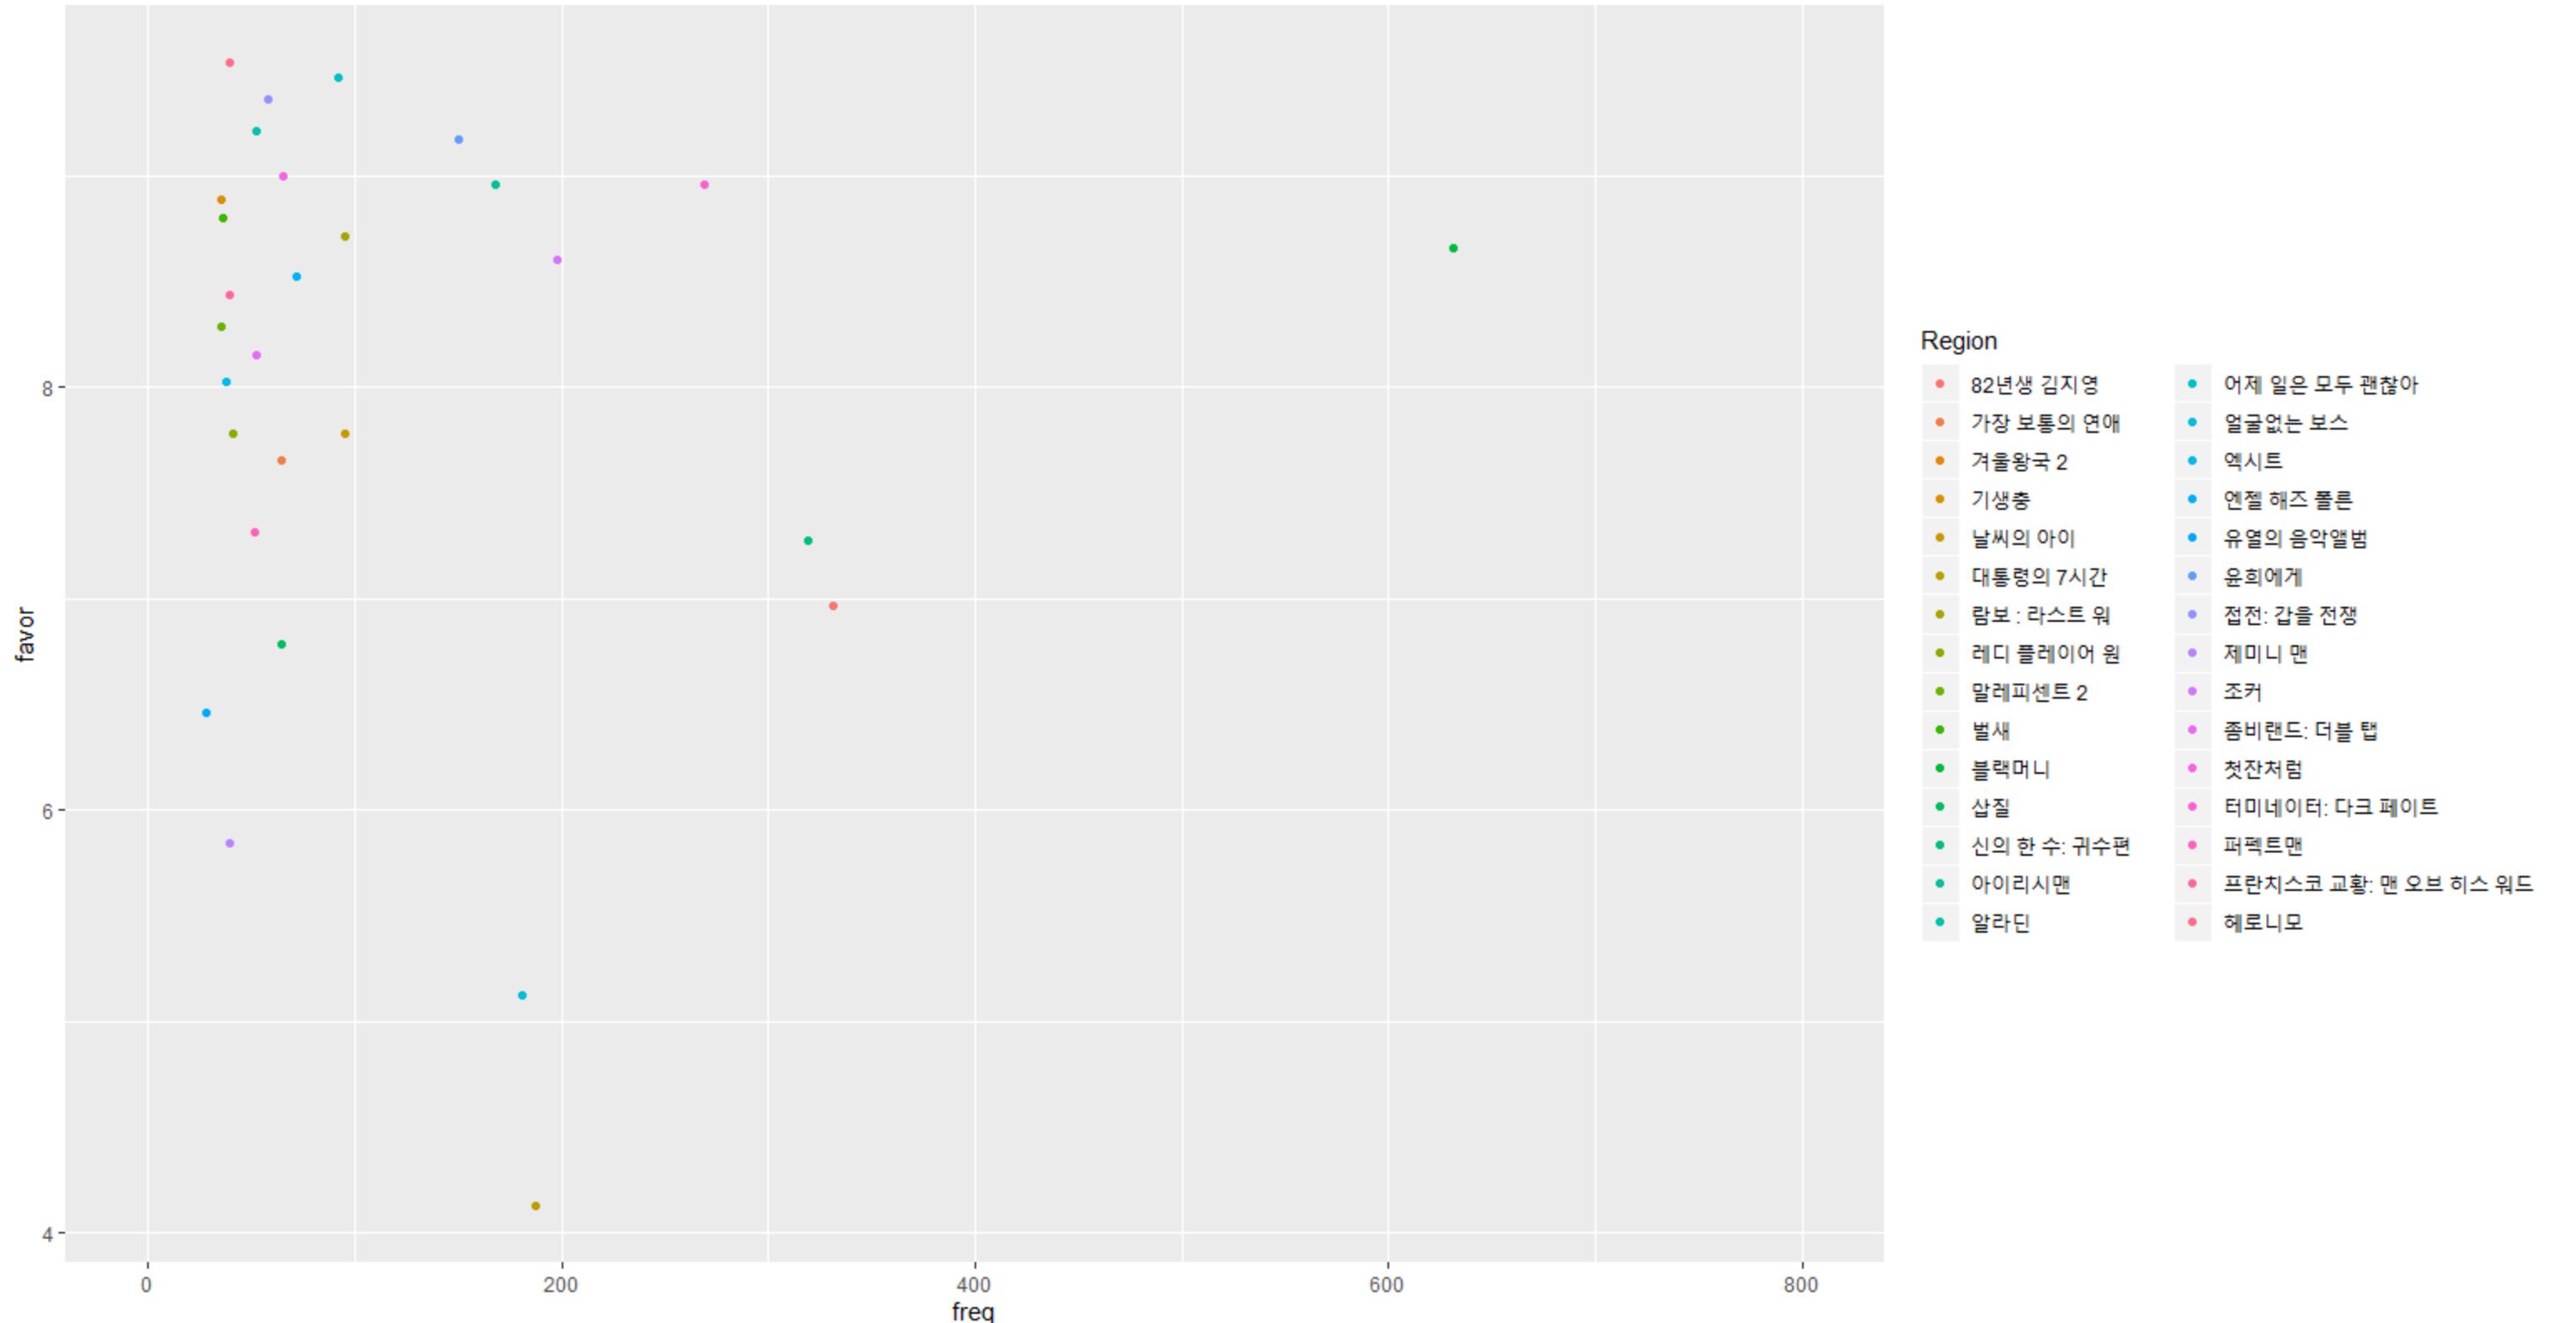 favor
8
6
4
0
200
400
600
800
freq
Region
82년생 김지영
가장 보통의 연애
겨울왕국 2
기생충
날씨의 아이
대통령의 7시간
람보 : 라스트 워
레디 플레이어 원
말레피센트 2
벌새
블랙머니
삽질
신의 한 수: 귀수편
아이리시맨
알라딘
어제 일은 모두 괜찮아
얼굴없는 보스
엑시트
엔젤 해즈 폴른
유열의 음악앨범
윤희에게
접전: 갑을 전쟁
제미니 맨
조커
좀비랜드: 더블 탭
첫잔처럼
터미네이터: 다크 페이트
퍼펙트맨
프란치스코 교황: 맨 오브 히스 워드
헤로니모